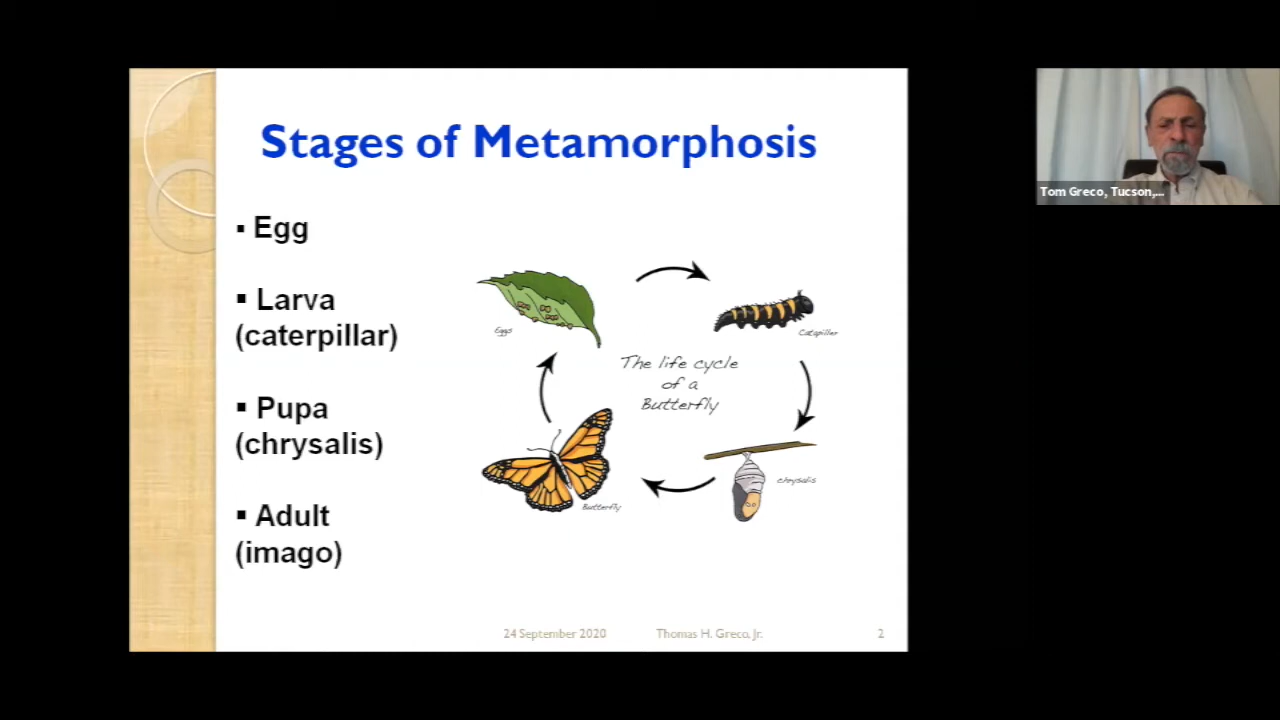 Stages of Metamorphosis
▪ Egg
▪ Larva
(caterpillar)
▪ Pupa
(chrysalis)
▪ Adult
(imago)
Eggs
Catapiller
The life cycle
of a
Butterfly
chrysalis
Butterfly
24 September 2020 Thomas H. Greco, Jr. 2
Tom Greco, Tucson,...